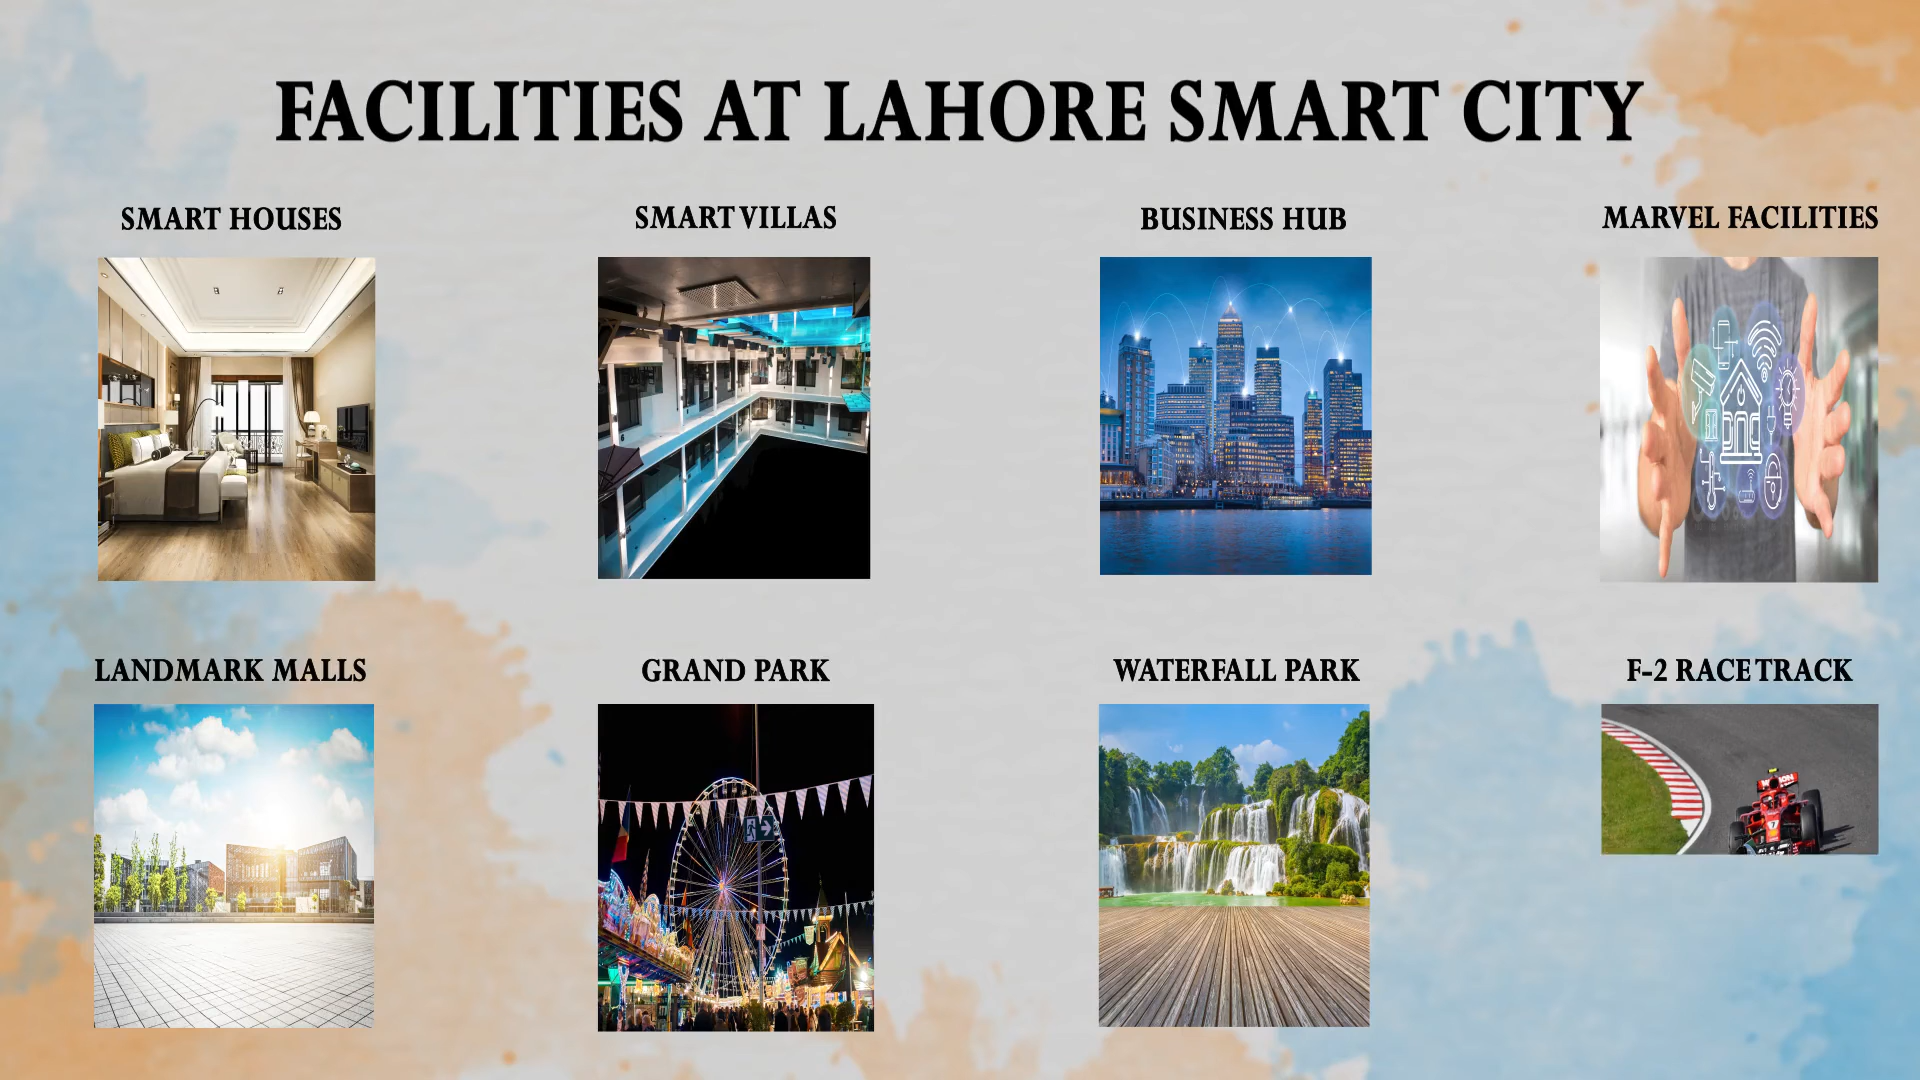 FACILITIES AT LAHORE SMART CITY
SMART HOUSES
SMART VILLAS
BUSINESS HUB
MARVEL FACILITIES
LANDMARK MALLS
GRAND PARK
WATERFALL PARK
F-2 RACE TRACK
7